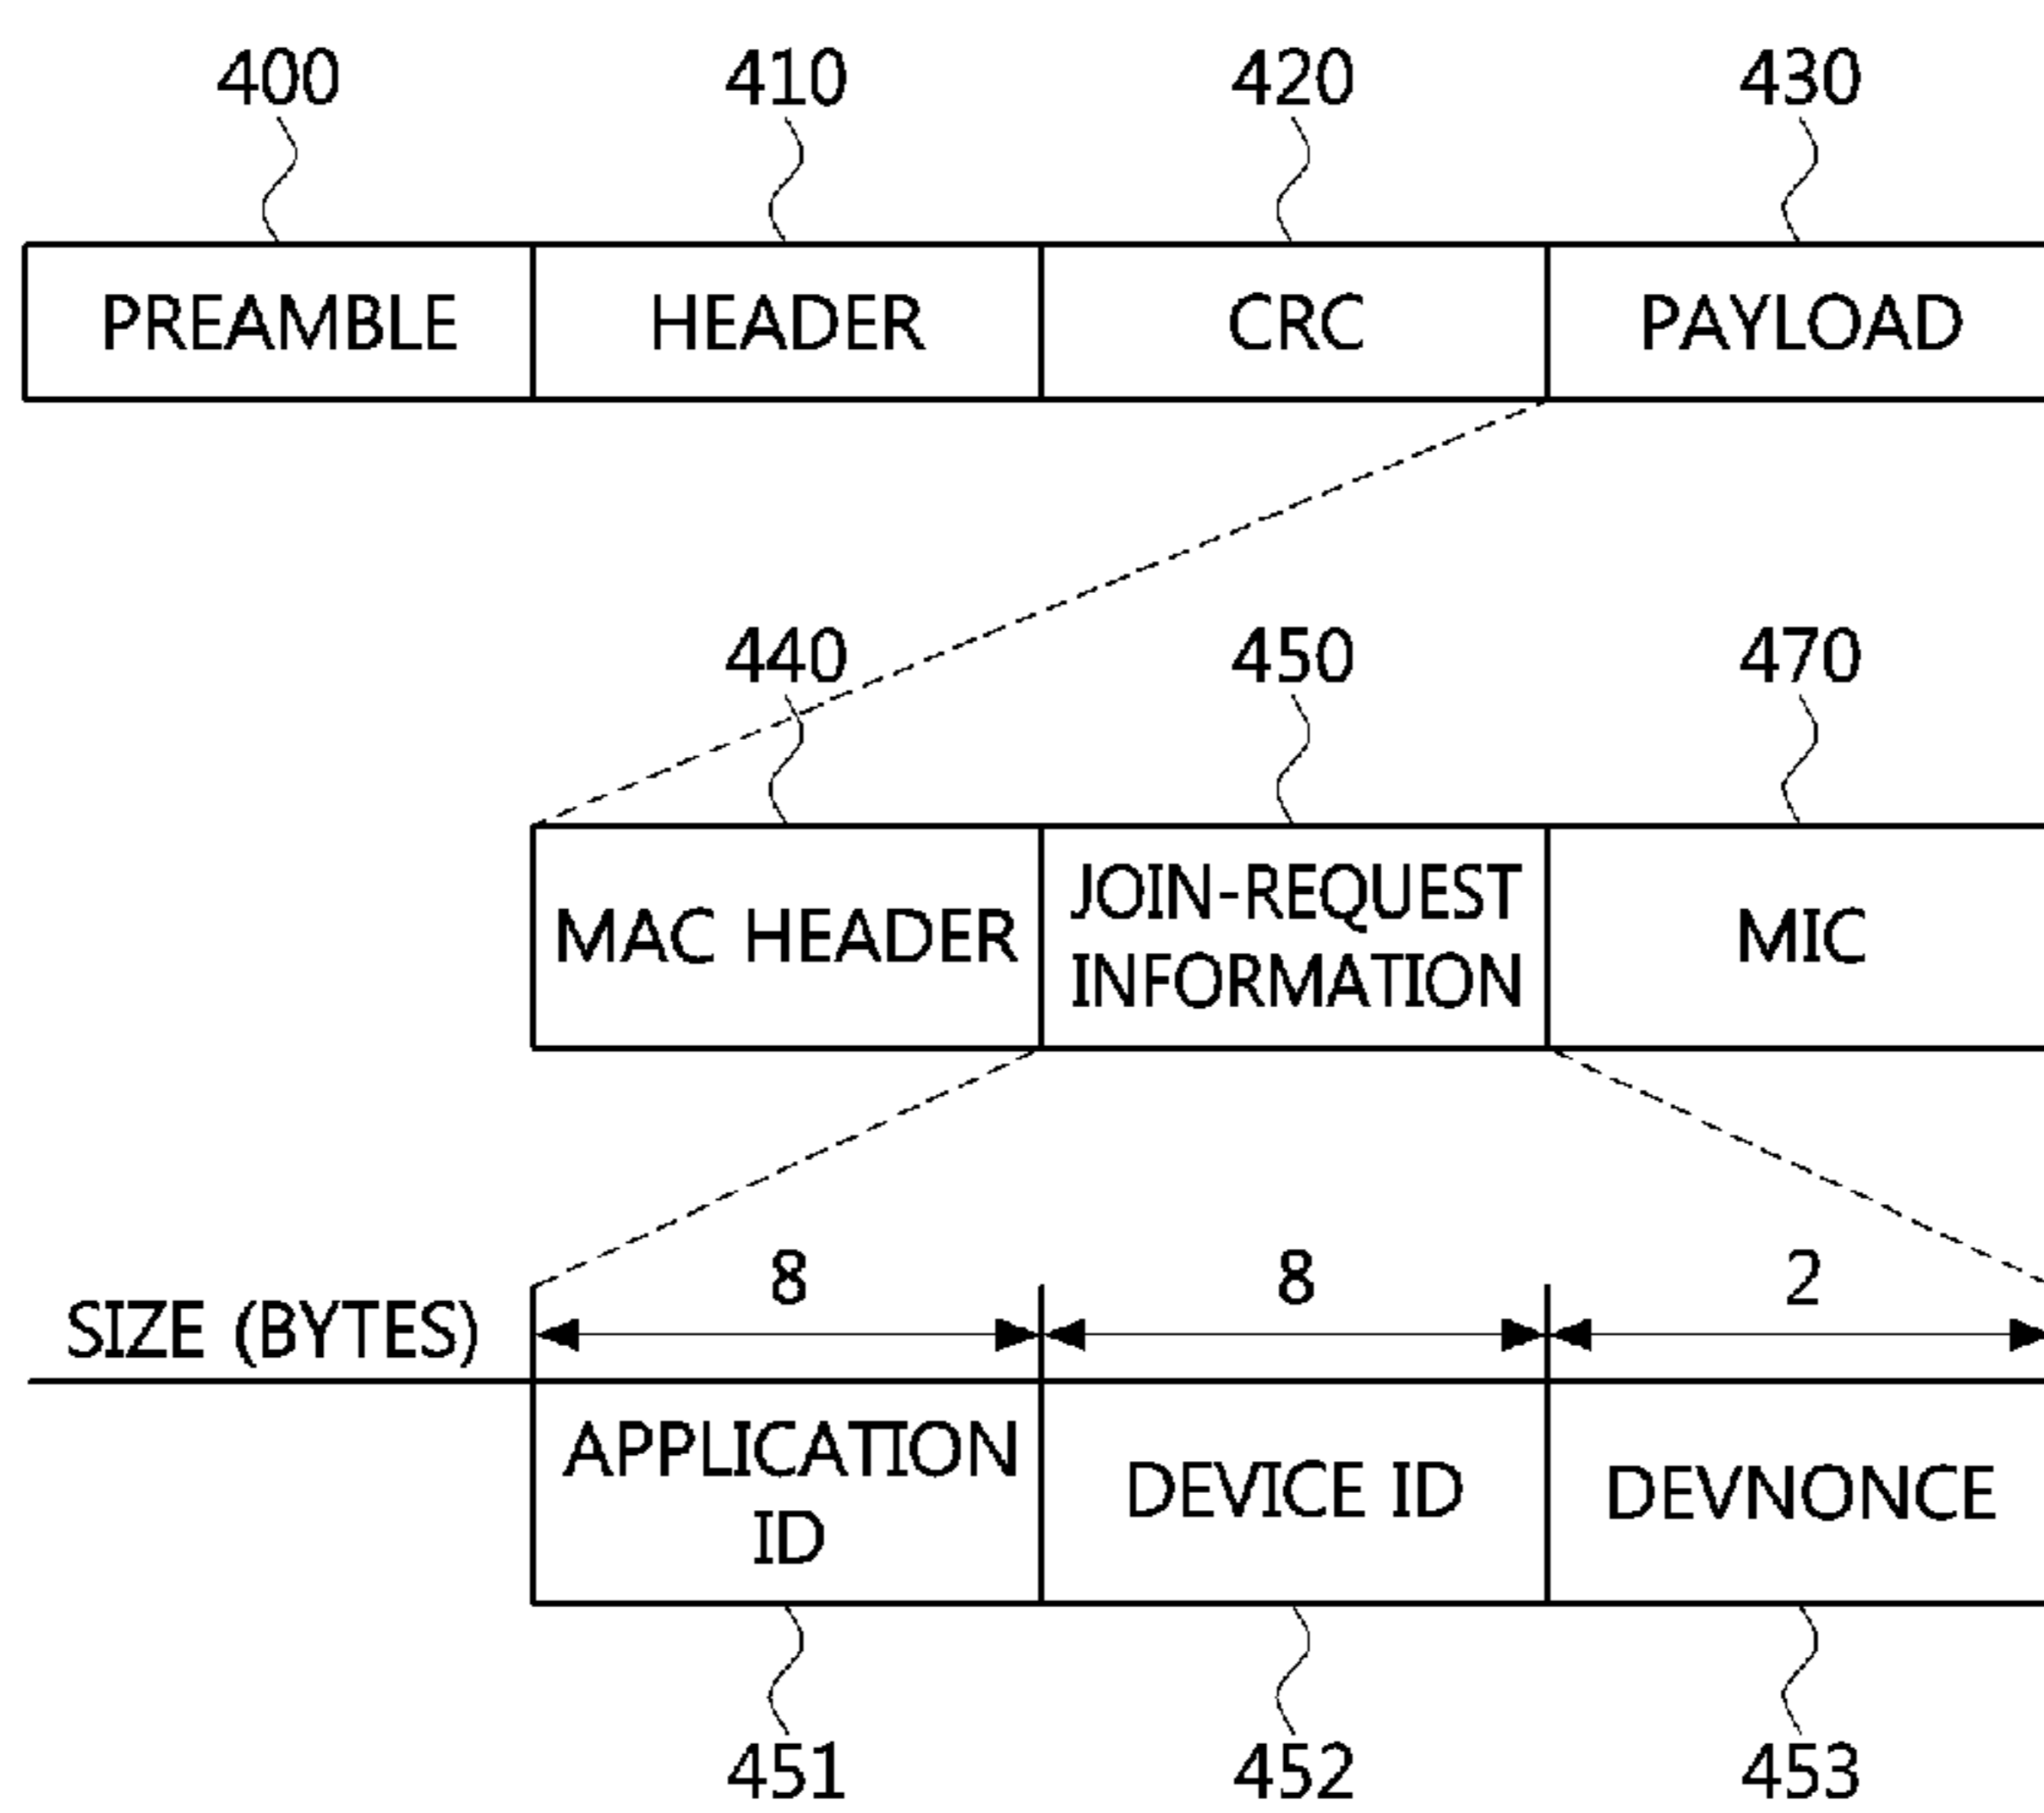 400 410 420 430
PREAMBLE HEADER CRC PAYLOAD
440 450 470
MAC HEADER
JOIN-REQUEST
INFORMATION
MIC
SIZE (BYTES) 8 8 2
APPLICATION
ID
DEVICE ID
DEVNONCE
451 452 453